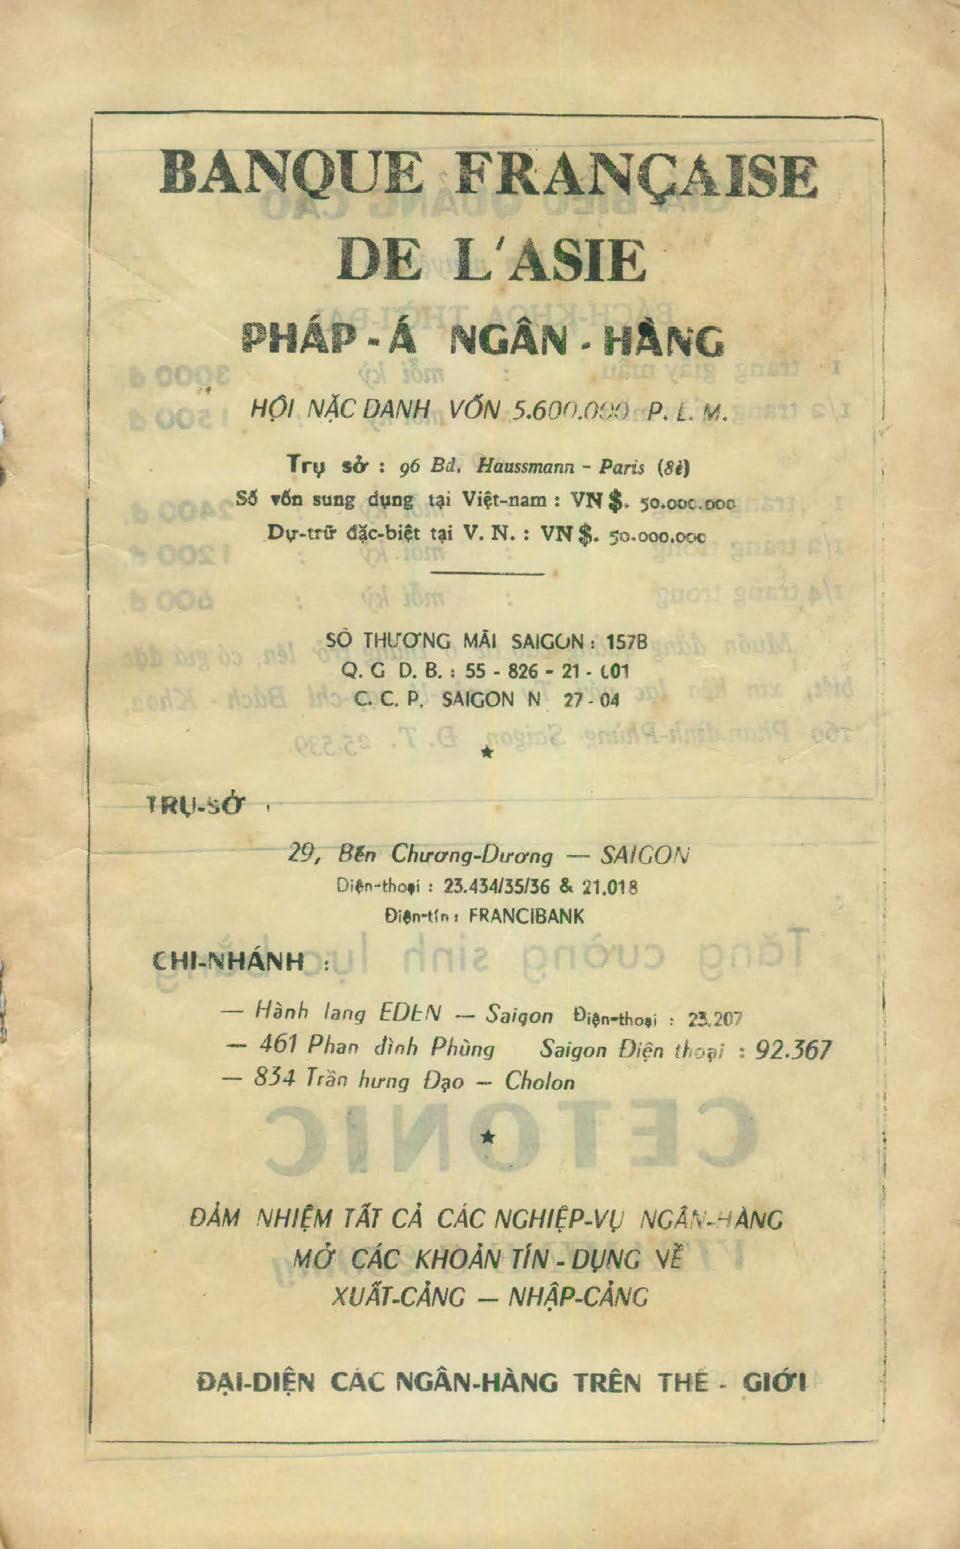 BANQUE FRANÇAISE
DE L'ASIE
PHÁP - Á NGÂN - HÀNG
HỘI NẶC DANH VỐN 5.600.000 P. L. M.
Trụ sở : 96 Bd. Haussmann - Paris (8è)
Số vốn sung dụng tại Việt-nam : VN $. 50.000.000
Dự-trữ đặc-biệt tại V. N. : VN $. 50.000.000
SỐ THƯƠNG MÃI SAIGON : 157B
Q. G D. B. : 55 - 826 - 21 - 001
C. C. P. SAIGON N 27 - 04
TRỤ-SỞ :
29, Bến Chương-Dương — SAIGON
Điện-thoại : 23.434/35/36 & 21.018
Điện-tín : FRANCIBANK
CHI-NHÁNH :
— Hành lang EDEN — Saigon Điện-thoại : 23.207
— 461 Phan đình Phùng Saigon Điện thoại : 92.367
— 834 Trần hưng Đạo — Cholon
ĐẢM NHIỆM TẤT CẢ CÁC NGHIỆP-VỤ NGÂN-HÀNG
MỞ CÁC KHOẢN TÍN - DỤNG VỀ
XUẤT-CẢNG — NHẬP-CẢNG
ĐẠI-DIỆN CÁC NGÂN-HÀNG TRÊN THẾ - GIỚI